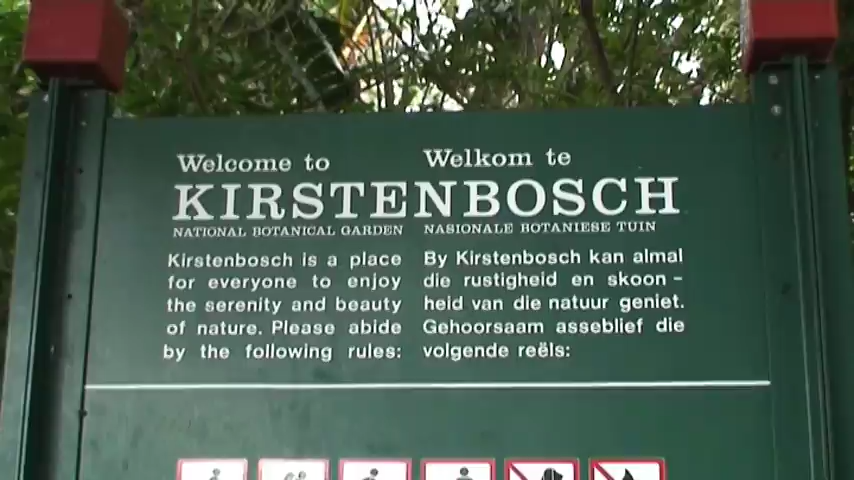 Welcome to Welkom te
KIRSTENBOSCH
NATIONAL BOTANICAL GARDEN NASIONALE BOTANIESE TUIN
Kirstenbosch is a place
for everyone to enjoy
the serenity and beauty
of nature. Please abide
by the following rules:
By Kirstenbosch kan almal
die rustigheid en skoon-
heid van die natuur geniet.
Gehoorsaam asseblief die
volgende reëls: